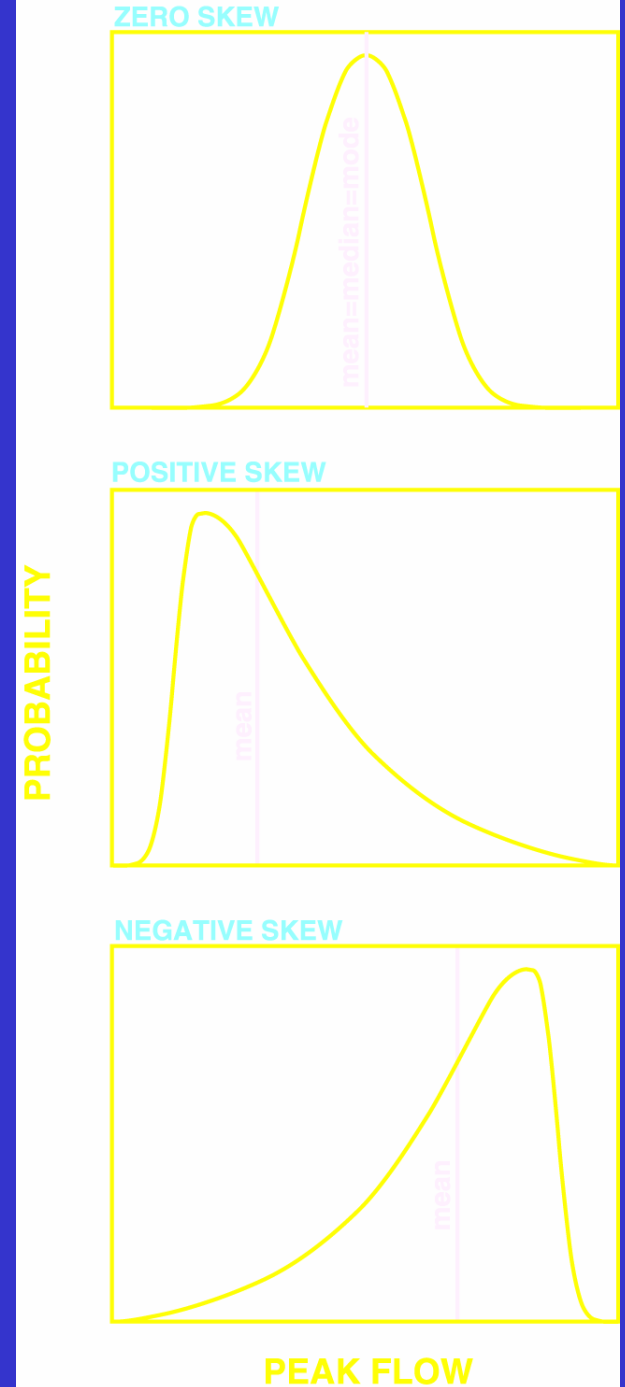 ZERO SKEW
mean=median=mode
POSITIVE SKEW
mean
PROBABILITY
NEGATIVE SKEW
mean
PEAK FLOW